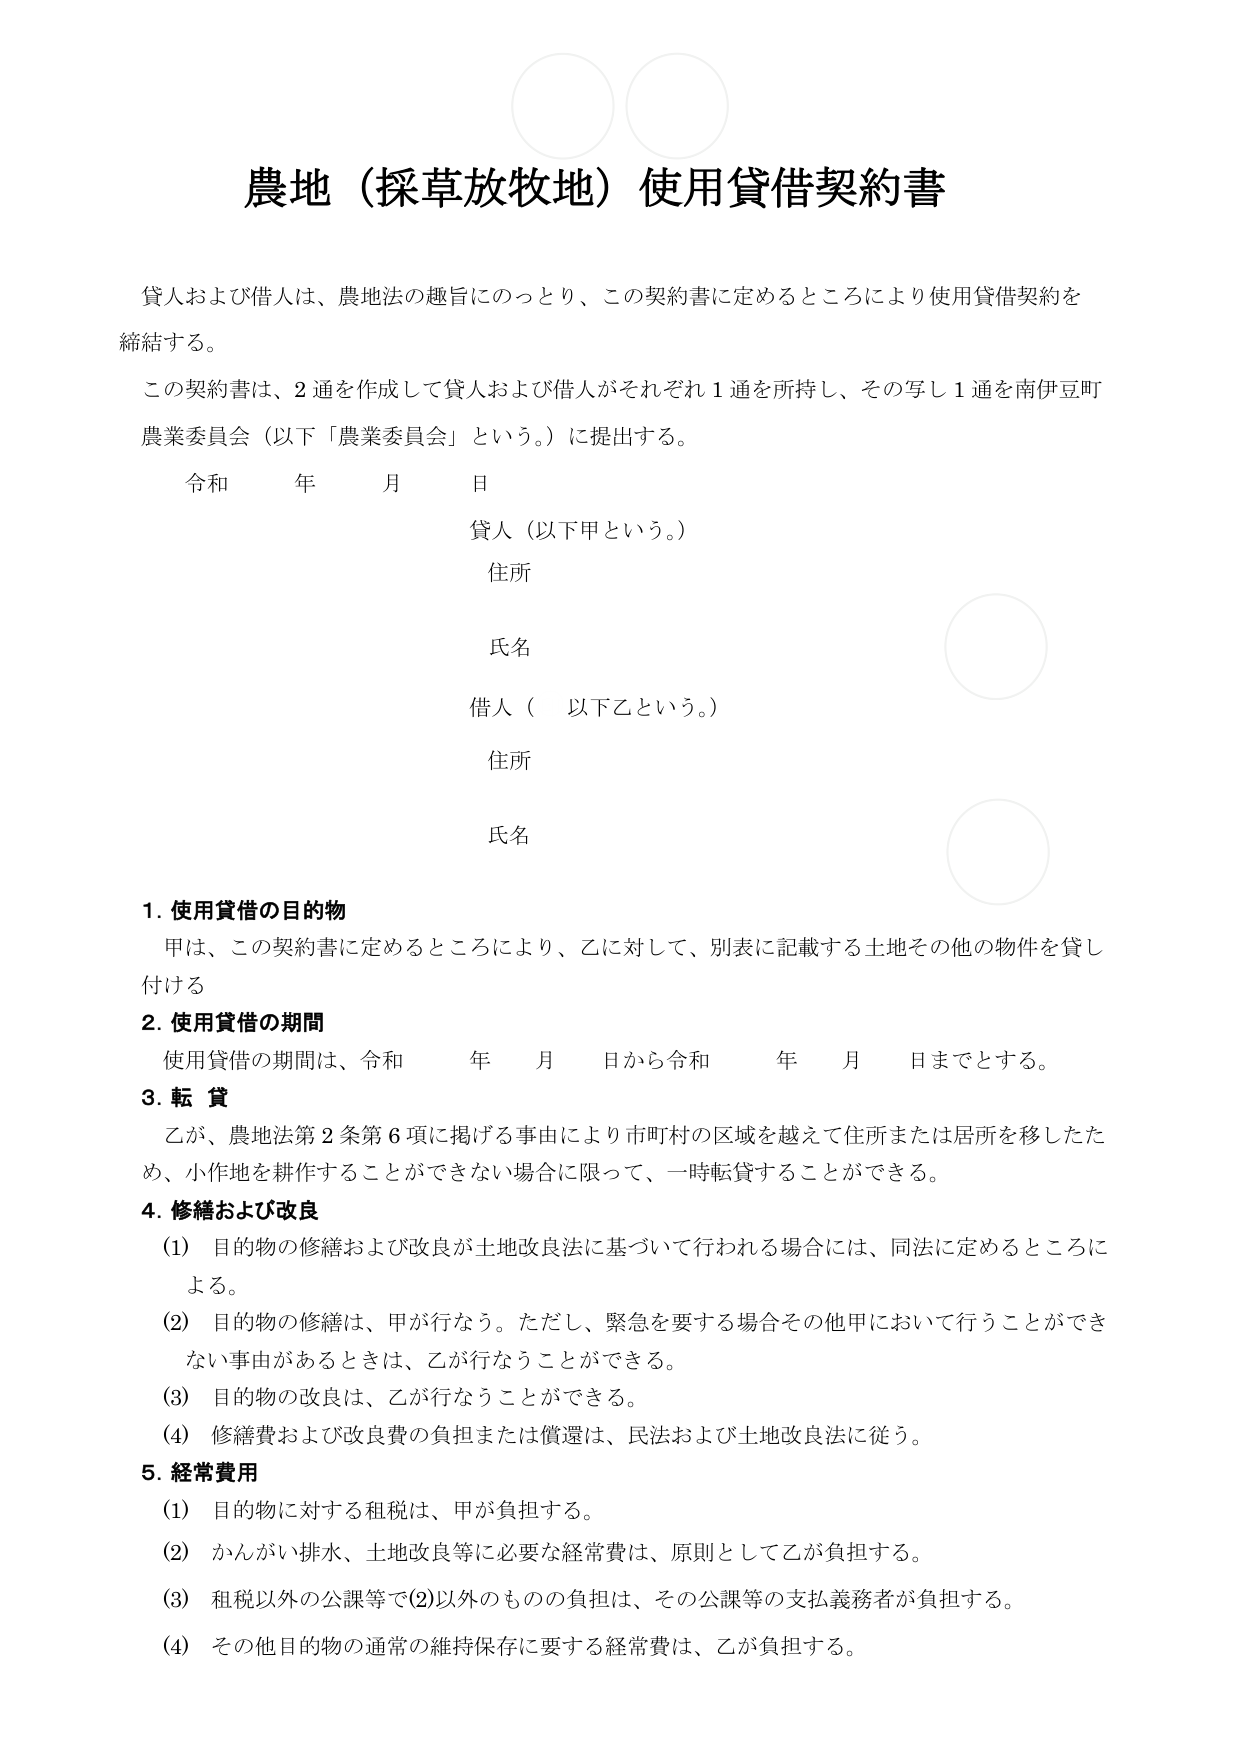 農地（採草放牧地）使用貸借契約書
貸人および借人は、農地法の趣旨にのっとり、この契約書に定めるところにより使用貸借契約を
締結する。
この契約書は、2 通を作成して貸人および借人がそれぞれ 1 通を所持し、その写し 1 通を南伊豆町
農業委員会（以下「農業委員会」という。）に提出する。
令和　　　年　　　月　　　日
貸人（以下甲という。）
住所
氏名
借人（　以下乙という。）
住所
氏名
1. 使用貸借の目的物
甲は、この契約書に定めるところにより、乙に対して、別表に記載する土地その他の物件を貸し
付ける
2. 使用貸借の期間
使用貸借の期間は、令和　　　年　　月　　日から令和　　　年　　月　　日までとする。
3. 転 貸
乙が、農地法第 2 条第 6 項に掲げる事由により市町村の区域を越えて住所または居所を移したた
め、小作地を耕作することができない場合に限って、一時転貸することができる。
4. 修繕および改良
(1)　目的物の修繕および改良が土地改良法に基づいて行われる場合には、同法に定めるところに
よる。
(2)　目的物の修繕は、甲が行なう。ただし、緊急を要する場合その他甲において行うことができ
ない事由があるときは、乙が行なうことができる。
(3)　目的物の改良は、乙が行なうことができる。
(4)　修繕費および改良費の負担または償還は、民法および土地改良法に従う。
5. 経常費用
(1)　目的物に対する租税は、甲が負担する。
(2)　かんがい排水、土地改良等に必要な経常費は、原則として乙が負担する。
(3)　租税以外の公課等で(2)以外のものの負担は、その公課等の支払義務者が負担する。
(4)　その他目的物の通常の維持保存に要する経常費は、乙が負担する。